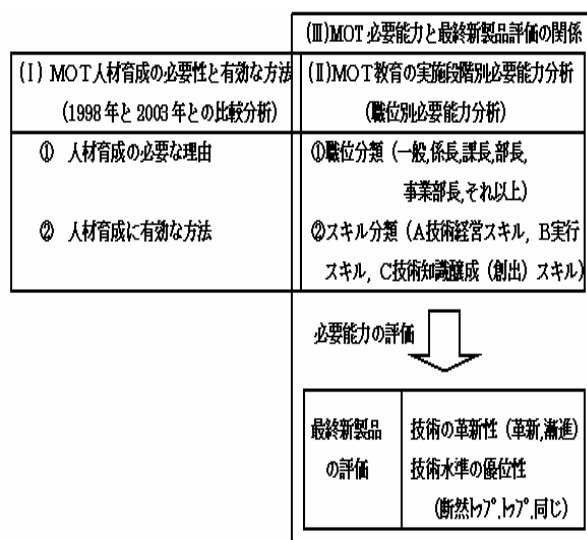 (Ⅲ)MOT必要能力と最終新製品評価の関係
(Ⅰ)MOT人材育成の必要性と有効な方法
(1998年と2003年との比較分析)
(Ⅱ)MOT教育の実施段階別必要能力分析
(職位別必要能力分析)
① 人材育成の必要な理由
② 人材育成に有効な方法
①職位分類(一般,係長,課長,部長,
事業部長,それ以上)
②スキル分類(A技術経営スキル, B実行
スキル, C技術知識醸成(創出)スキル)
必要能力の評価
最終新製品
の評価
技術の革新性(革新,漸進)
技術水準の優位性
(断然トップ,トップ,同じ)